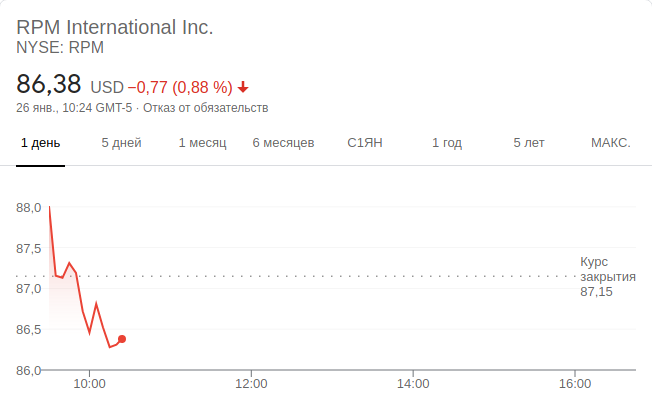 RPM International Inc.
NYSE: RPM
86,38 USD −0,77 (0,88 %)
26 янв., 10:24 GMT-5 · Отказ от обязательств
1 день 5 дней 1 месяц 6 месяцев С1ЯН 1 год 5 лет МАКС.
88,0
87,5
Курс
закрытия
87,15
87,0
86,5
86,0
10:00 12:00 14:00 16:00